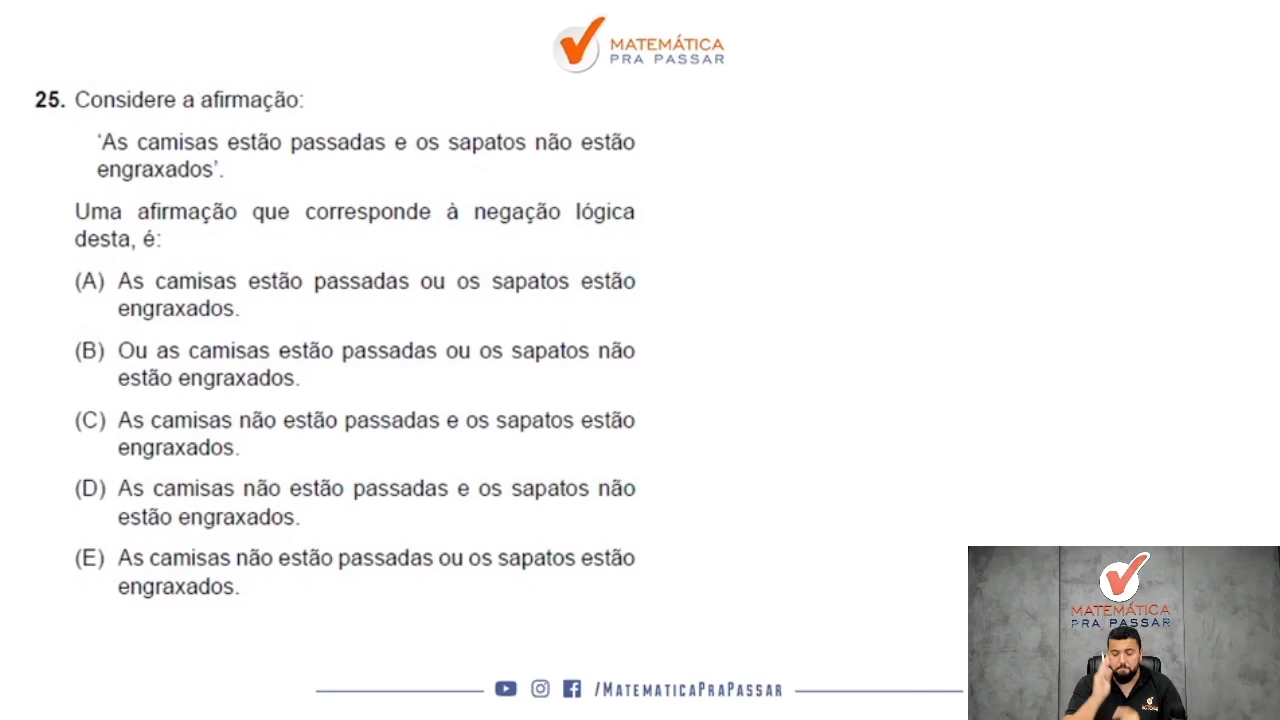 MATEMÁTICA
PRA PASSAR
25. Considere a afirmação:
‘As camisas estão passadas e os sapatos não estão
engraxados’.
Uma afirmação que corresponde à negação lógica
desta, é:
(A) As camisas estão passadas ou os sapatos estão
engraxados.
(B) Ou as camisas estão passadas ou os sapatos não
estão engraxados.
(C) As camisas não estão passadas e os sapatos estão
engraxados.
(D) As camisas não estão passadas e os sapatos não
estão engraxados.
(E) As camisas não estão passadas ou os sapatos estão
engraxados.
MATEMÁTICA
PRA PASSAR
/MATEMATICAPRAPASSAR